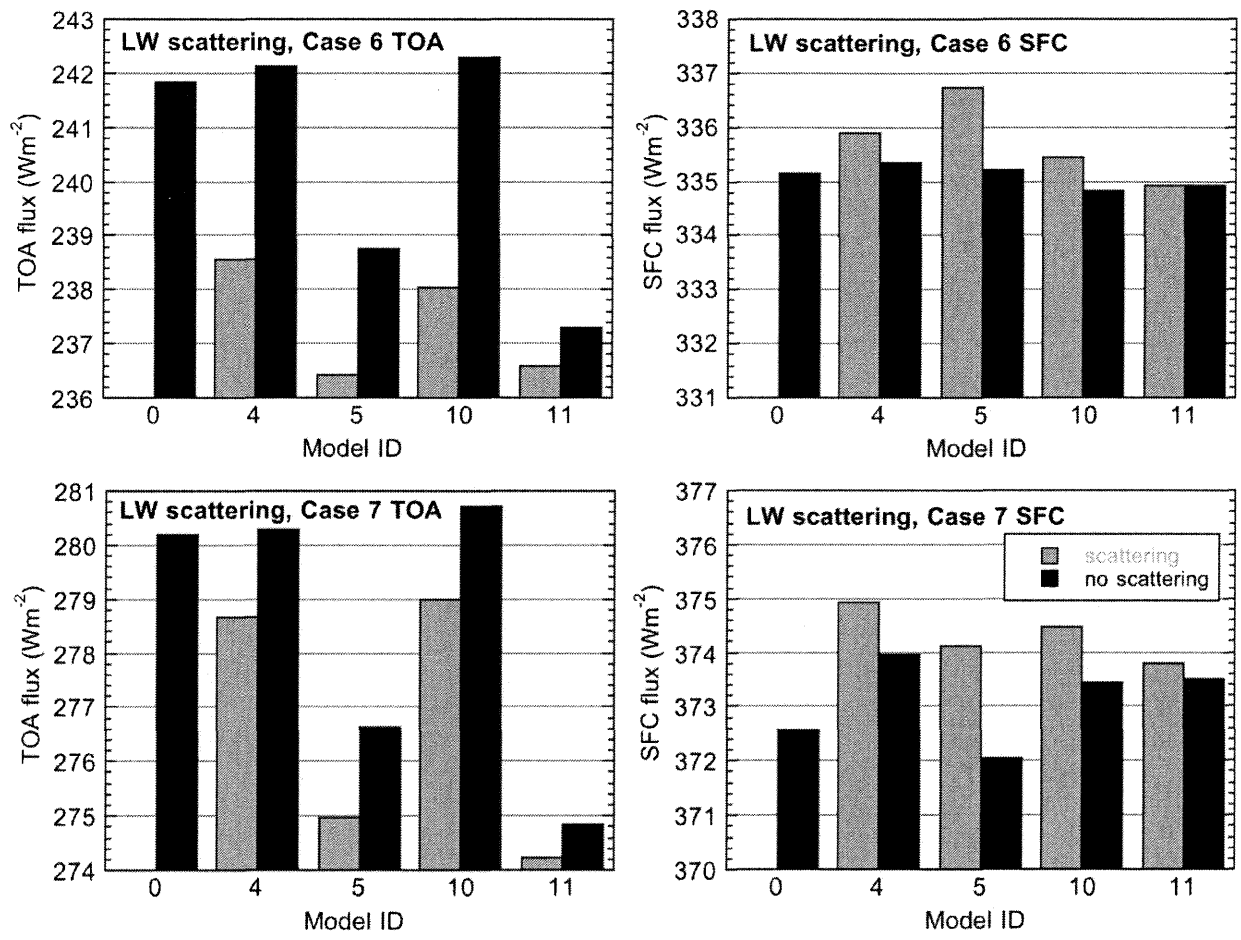 LW scattering, Case 6 TOA
243
242
241
240
239
238
237
236
TOA flux (Wm-2)
0 4 5 10 11
Model ID
LW scattering, Case 6 SFC
338
337
336
335
334
333
332
331
SFC flux (Wm-2)
0 4 5 10 11
Model ID
LW scattering, Case 7 TOA
281
280
279
278
277
276
275
274
TOA flux (Wm-2)
0 4 5 10 11
Model ID
LW scattering, Case 7 SFC
377
376
375
374
373
372
371
370
SFC flux (Wm-2)
scattering
no scattering
0 4 5 10 11
Model ID